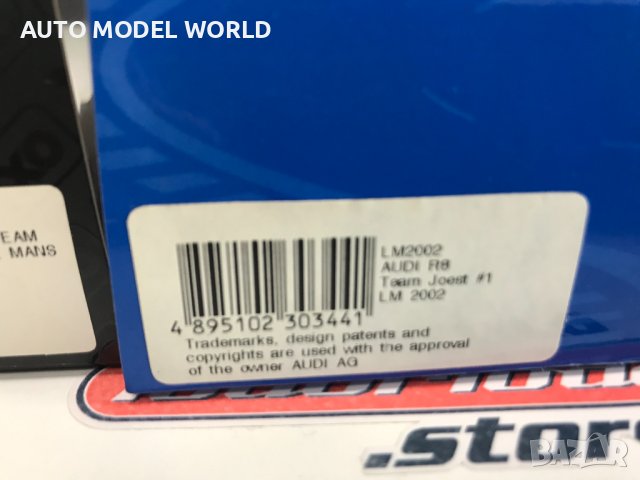 AUTO MODEL WORLD
EAM
MANS
LM2002
AUDI R8
Team Joest #1
LM 2002
4 895102 303441
Trademarks, design patents and
copyrights are used with the approval
of the owner AUDI AG
.stor
BAZAR